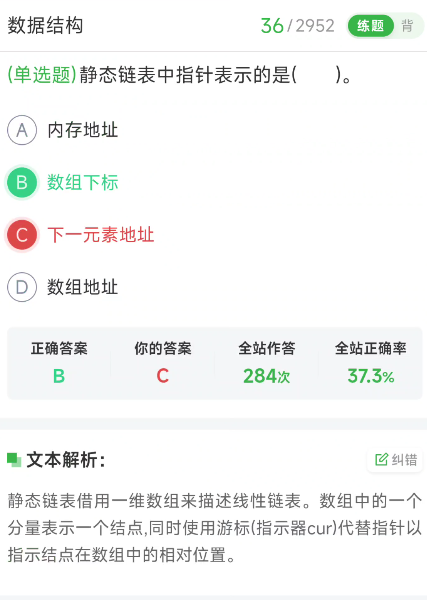 数据结构 36/2952 练题 背
(单选题)静态链表中指针表示的是( )。
A 内存地址
B 数组下标
C 下一元素地址
D 数组地址
正确答案 你的答案 全站作答 全站正确率
B C 284次 37.3%
文本解析： 纠错
静态链表借用一维数组来描述线性链表。数组中的一个
分量表示一个结点,同时使用游标(指示器cur)代替指针以
指示结点在数组中的相对位置。